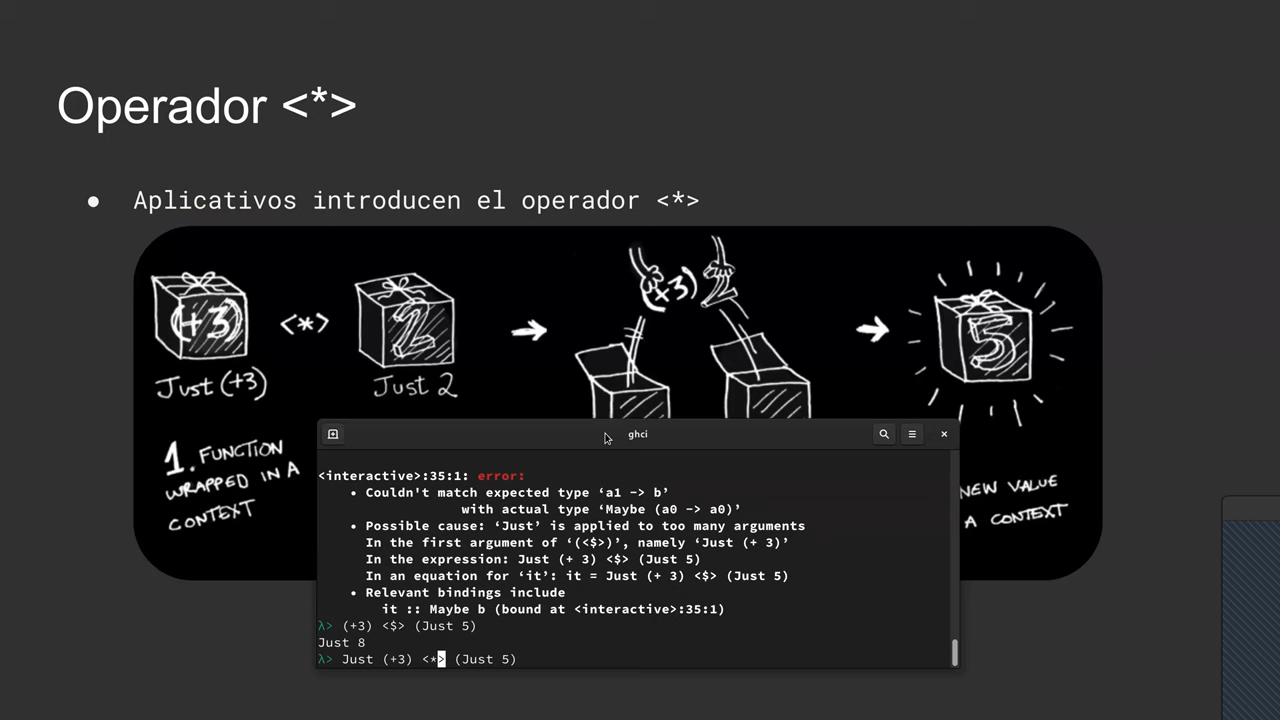 Operador <*>
● Aplicativos introducen el operador <*>
(+3) <*> 2 (+3) 2 5
Just (+3) Just 2
1. FUNCTION
WRAPPED IN A
CONTEXT
NEW VALUE
A CONTEXT
ghci
<interactive>:35:1: error:
• Couldn't match expected type ‘a1 -> b’
with actual type ‘Maybe (a0 -> a0)’
• Possible cause: ‘Just’ is applied to too many arguments
In the first argument of ‘(<$>)’, namely ‘Just (+ 3)’
In the expression: Just (+ 3) <$> (Just 5)
In an equation for ‘it’: it = Just (+ 3) <$> (Just 5)
• Relevant bindings include
it :: Maybe b (bound at <interactive>:35:1)
λ> (+3) <$> (Just 5)
Just 8
λ> Just (+3) <*> (Just 5)